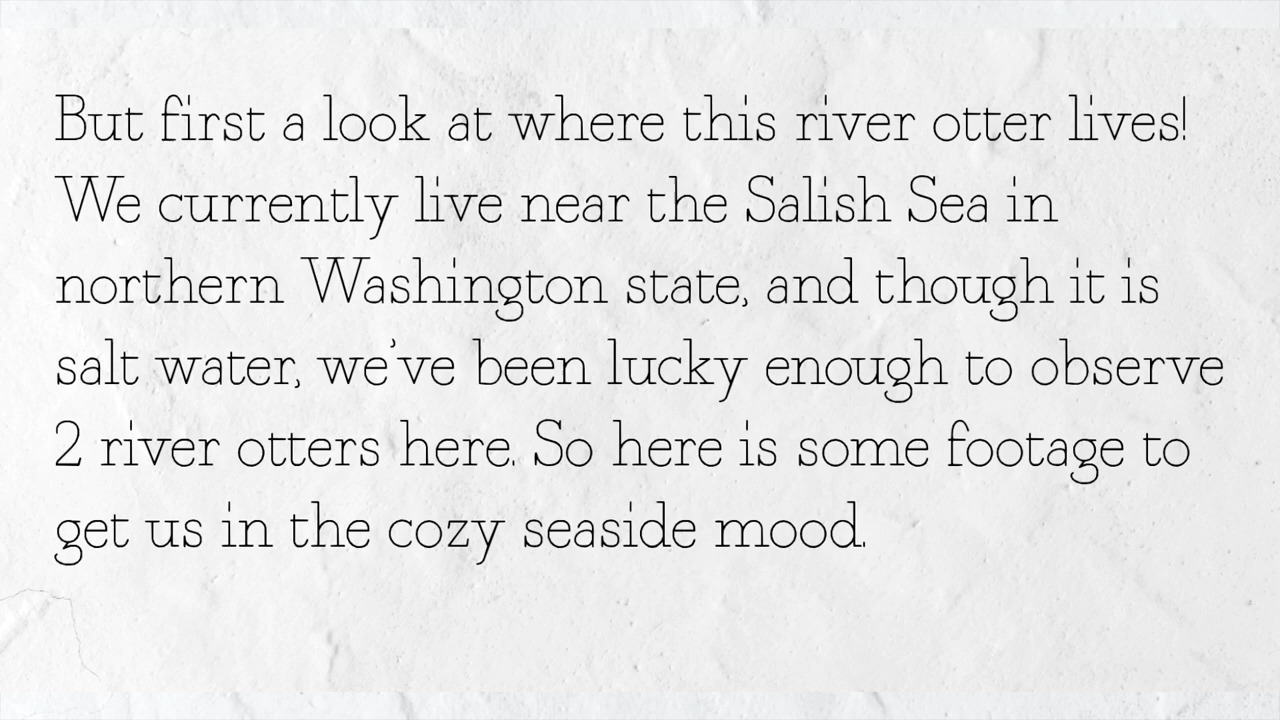 But first a look at where this river otter lives!
We currently live near the Salish Sea in
northern Washington state, and though it is
salt water, we've been lucky enough to observe
2 river otters here. So here is some footage to
get us in the cozy seaside mood.